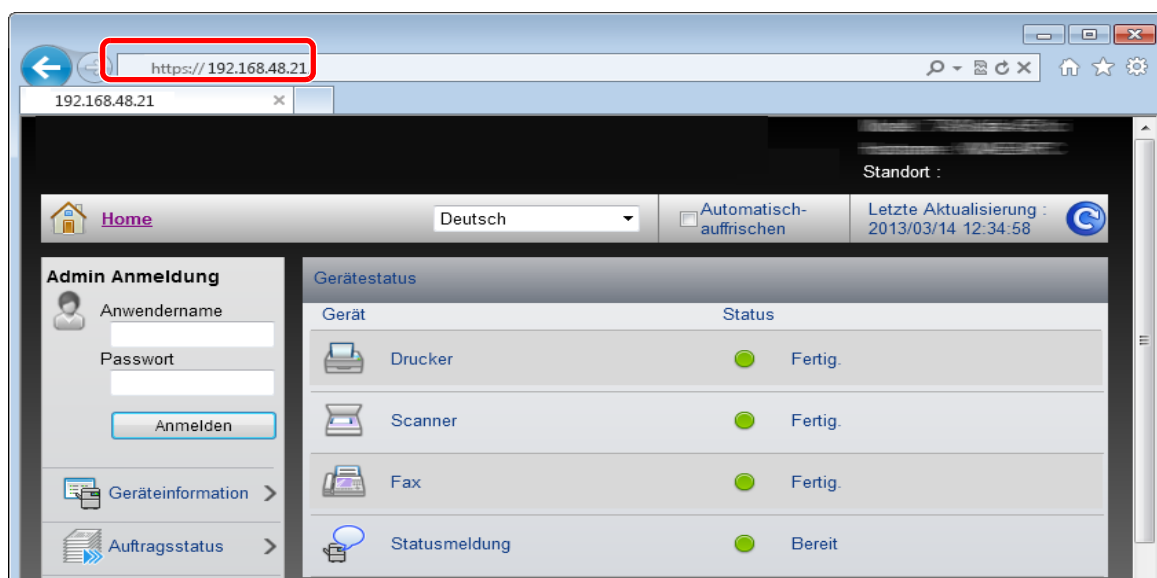 https://192.168.48.21
192.168.48.21
Standort :
Home
Deutsch
Automatisch-
auffrischen
Letzte Aktualisierung :
2013/03/14 12:34:58
Admin Anmeldung
Anwendername
Passwort
Anmelden
Geräteinformation
Auftragsstatus
Gerätestatus
Gerät Status
Drucker Fertig.
Scanner Fertig.
Fax Fertig.
Statusmeldung Bereit